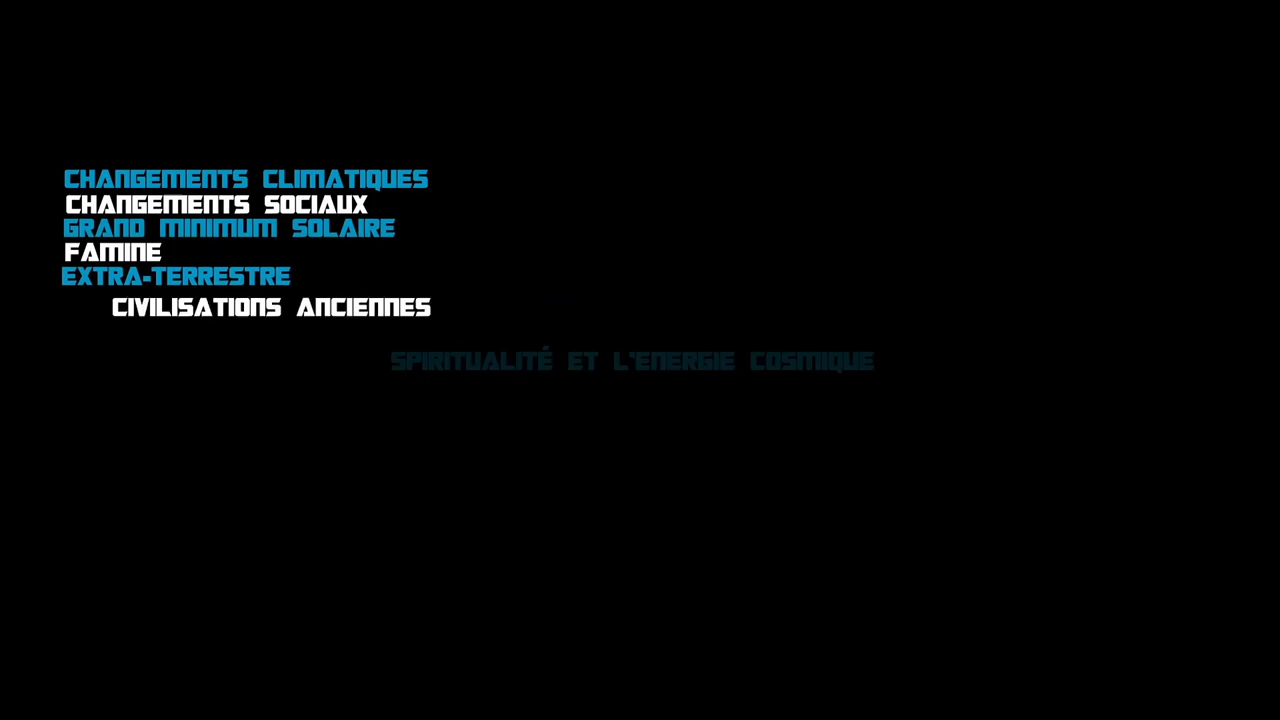 CHANGEMENTS CLIMATIQUES
CHANGEMENTS SOCIAUX
GRAND MINIMUM SOLAIRE
FAMINE
EXTRA-TERRESTRE
CIVILISATIONS ANCIENNES
SPIRITUALITÉ ET L'ENERGIE COSMIQUE